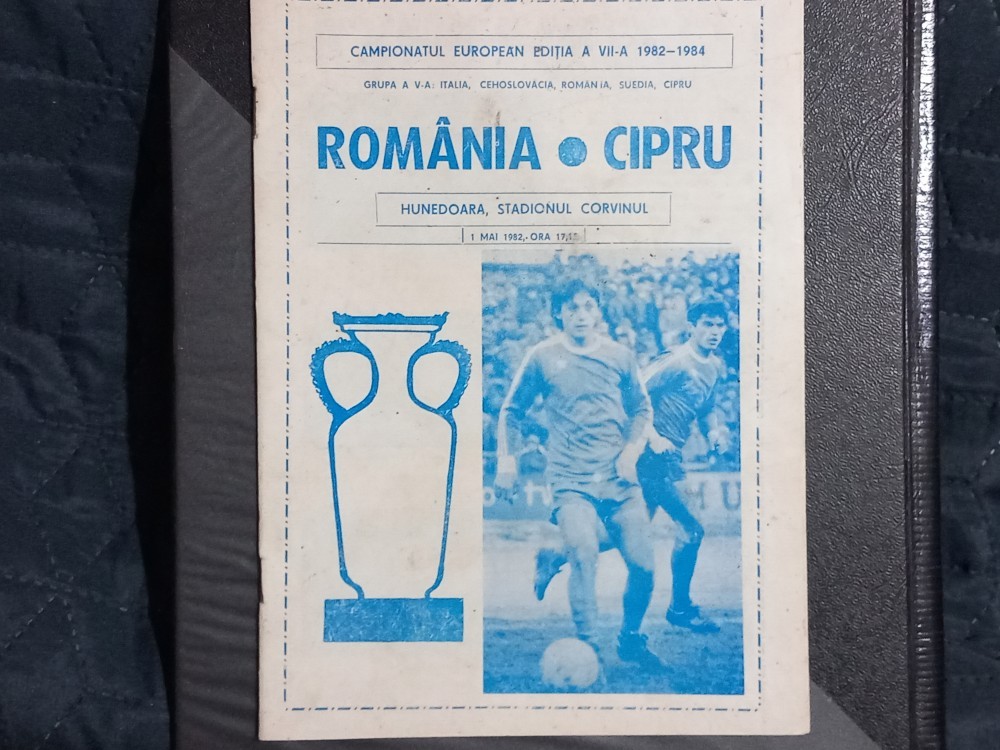 CAMPIONATUL EUROPEAN EDIȚIA A VII-A 1982–1984
GRUPA A V-A: ITALIA, CEHOSLOVACIA, ROMÂNIA, SUEDIA, CIPRU
ROMÂNIA • CIPRU
HUNEDOARA, STADIONUL CORVINUL
1 MAI 1982, ORA